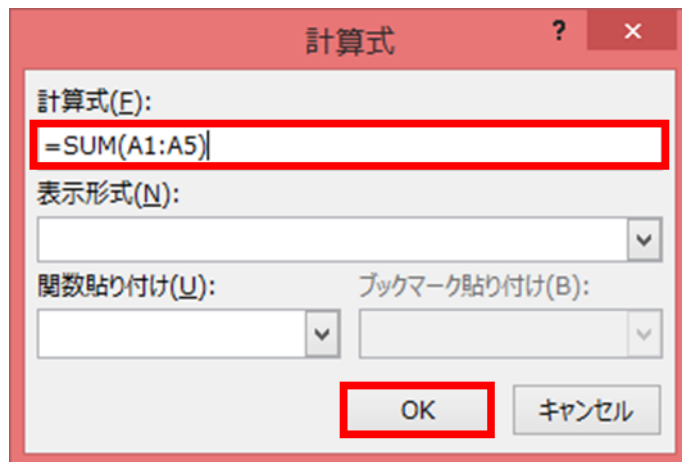 計算式 ? ×
計算式(F):
=SUM(A1:A5)
表示形式(N):
関数貼り付け(U): ブックマーク貼り付け(B):
OK キャンセル